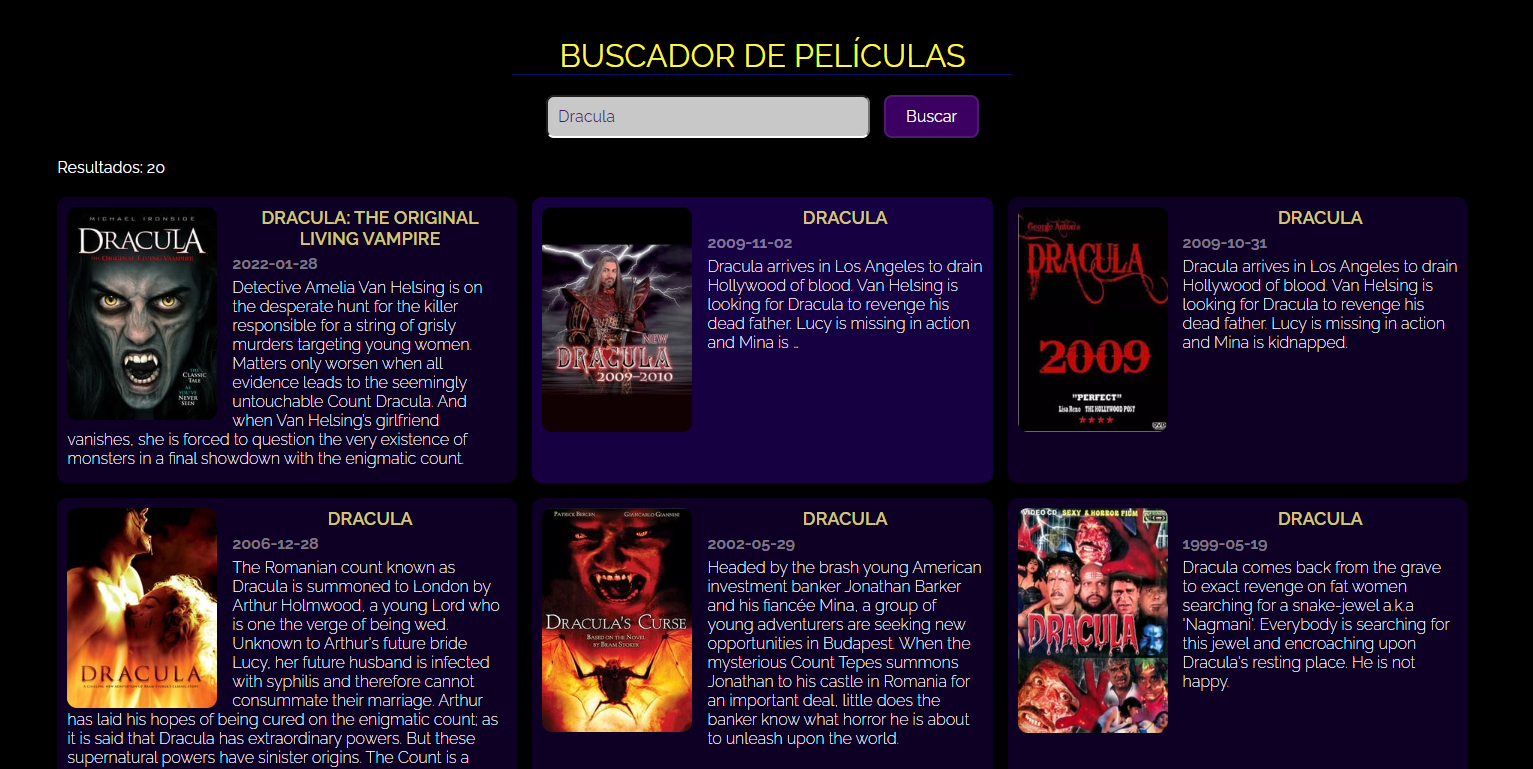 BUSCADOR DE PELÍCULAS
Dracula
Buscar
Resultados: 20
MICHAEL IRONSIDE
DRACULA
THE ORIGINAL LIVING VAMPIRE
THE
CLASSIC
TALE
AS
YOU'VE
NEVER
SEEN
DRACULA: THE ORIGINAL
LIVING VAMPIRE
2022-01-28
Detective Amelia Van Helsing is on
the desperate hunt for the killer
responsible for a string of grisly
murders targeting young women.
Matters only worsen when all
evidence leads to the seemingly
untouchable Count Dracula. And
when Van Helsing's girlfriend
vanishes, she is forced to question the very existence of
monsters in a final showdown with the enigmatic count.
NEW
DRACULA
2009-2010
DRACULA
2009-11-02
Dracula arrives in Los Angeles to drain
Hollywood of blood. Van Helsing is
looking for Dracula to revenge his
dead father. Lucy is missing in action
and Mina is …
DRACULA
2009
"PERFECT"
Lisa Reno THE HOLLYWOOD POST
★★★★
DVD
DRACULA
2009-10-31
Dracula arrives in Los Angeles to drain
Hollywood of blood. Van Helsing is
looking for Dracula to revenge his
dead father. Lucy is missing in action
and Mina is kidnapped.
DRACULA
DRACULA
2006-12-28
The Romanian count known as
Dracula is summoned to London by
Arthur Holmwood, a young Lord who
is one the verge of being wed.
Unknown to Arthur's future bride
Lucy, her future husband is infected
with syphilis and therefore cannot
consummate their marriage. Arthur
has laid his hopes of being cured on the enigmatic count; as
it is said that Dracula has extraordinary powers. But these
supernatural powers have sinister origins. The Count is a
PATRICK BERGIN GIANCARLO GIANNINI
DRACULA'S CURSE
BASED ON THE NOVEL
BY BRAM STOKER
DRACULA
2002-05-29
Headed by the brash young American
investment banker Jonathan Barker
and his fiancée Mina, a group of
young adventurers are seeking new
opportunities in Budapest. When the
mysterious Count Tepes summons
Jonathan to his castle in Romania for
an important deal, little does the
banker know what horror he is about
to unleash upon the world.
VIDEO CD SEXY & HORROR FILM
DRACULA
DRACULA
1999-05-19
Dracula comes back from the grave
to exact revenge on fat women
searching for a snake-jewel a.k.a
'Nagmani'. Everybody is searching for
this jewel and encroaching upon
Dracula's resting place. He is not
happy.